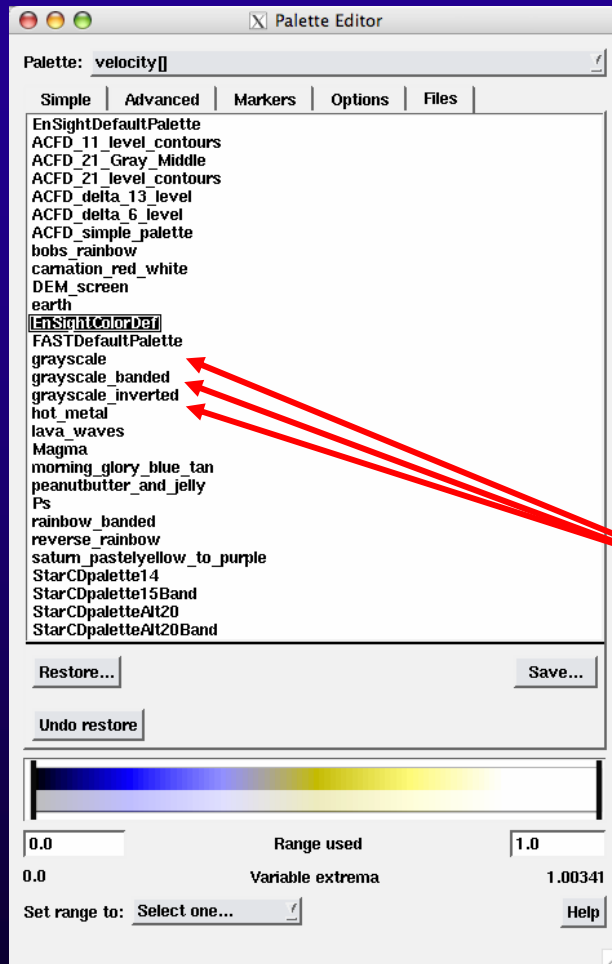 Palette Editor
Palette: velocity[]
Simple Advanced Markers Options Files
EnSightDefaultPalette
ACFD_11_level_contours
ACFD_21_Gray_Middle
ACFD_21_level_contours
ACFD_delta_13_level
ACFD_delta_6_level
ACFD_simple_palette
bobs_rainbow
carnation_red_white
DEM_screen
earth
EnSightColorDef
FASTDefaultPalette
grayscale
grayscale_banded
grayscale_inverted
hot_metal
lava_waves
Magma
morning_glory_blue_tan
peanutbutter_and_jelly
Ps
rainbow_banded
reverse_rainbow
saturn_pastelyellow_to_purple
StarCDpalette14
StarCDpalette15Band
StarCDpaletteAlt20
StarCDpaletteAlt20Band
Restore... Save...
Undo restore
0.0 Range used 1.0
0.0 Variable extrema 1.00341
Set range to: Select one... Help